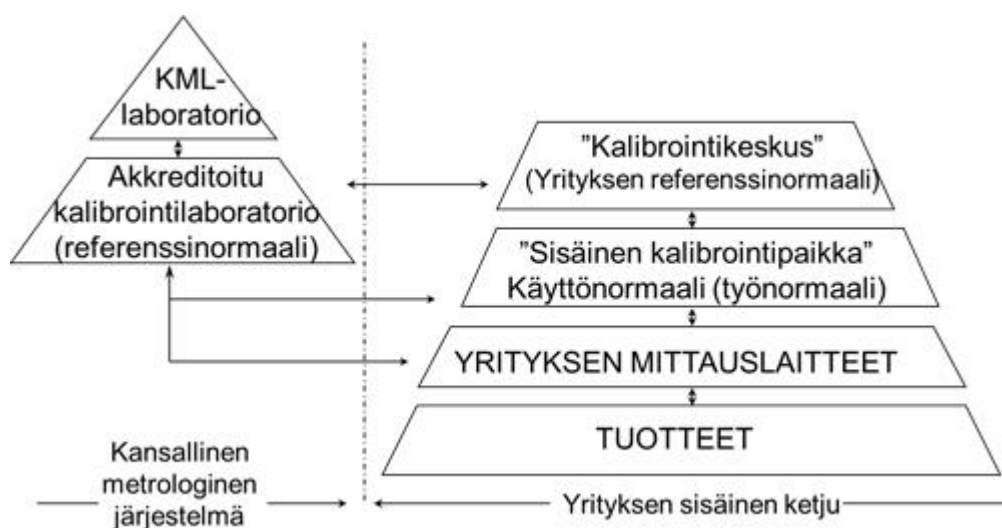 KML-
laboratorio
Akkreditoitu
kalibrointilaboratorio
(referenssinormaali)
"Kalibrointikeskus"
(Yrityksen referenssinormaali)
"Sisäinen kalibrointipaikka"
Käyttönormaali (työnormaali)
YRITYKSEN MITTAUSLAITTEET
TUOTTEET
Kansallinen
metrologinen
järjestelmä
Yrityksen sisäinen ketju